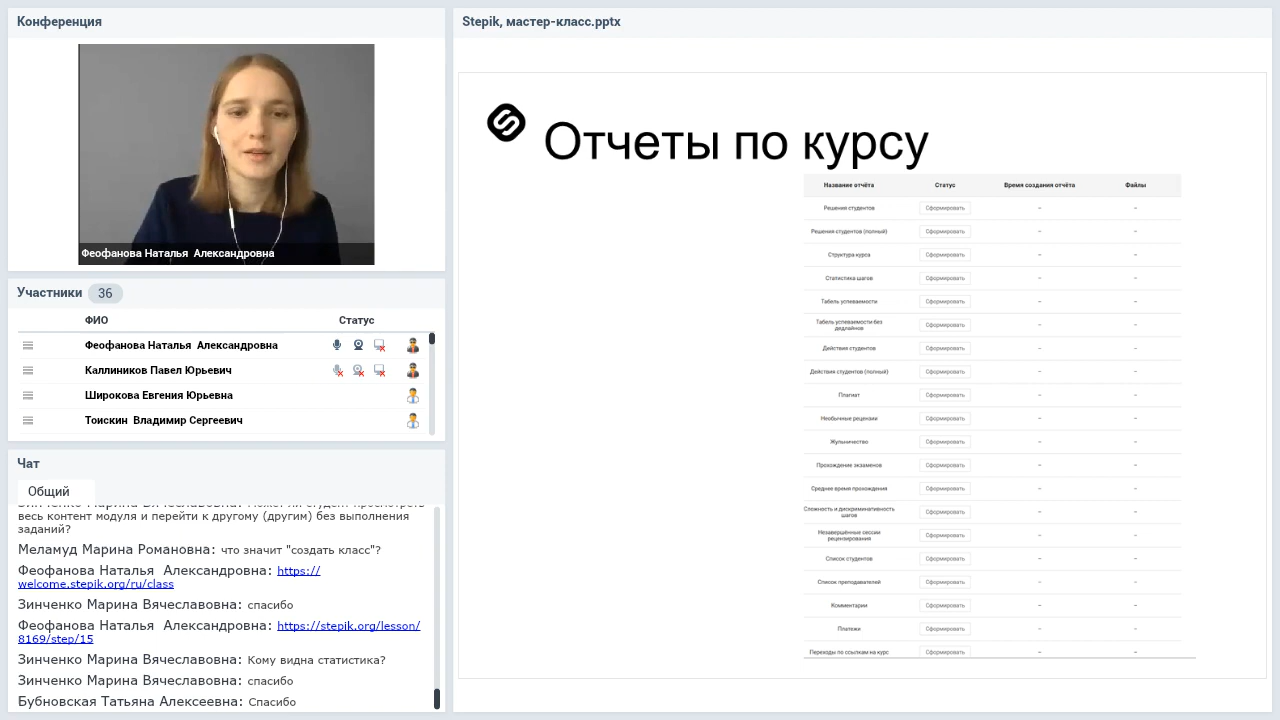 Конференция
Феофанова Наталья Александровна
Участники 36
ФИО Статус
Феофанова Наталья Александровна
Каллиников Павел Юрьевич
Широкова Евгения Юрьевна
Тоискин Владимир Сергеевич
Чат
Общий
весь контент модуля и перейти к другому (другим) без выполнения
заданий?
Меламуд Марина Романовна: что значит "создать класс"?
Феофанова Наталья Александровна: https://
welcome.stepik.org/ru/class
Зинченко Марина Вячеславовна: спасибо
Феофанова Наталья Александровна: https://stepik.org/lesson/
8169/step/15
Зинченко Марина Вячеславовна: кому видна статистика?
Зинченко Марина Вячеславовна: спасибо
Бубновская Татьяна Алексеевна: Спасибо
Stepik, мастер-класс.pptx
Отчеты по курсу
Название отчёта Статус Время создания отчёта Файлы
Решения студентов Сформировать – –
Решения студентов (полный) Сформировать – –
Структура курса Сформировать – –
Статистика шагов Сформировать – –
Табель успеваемости Сформировать – –
Табель успеваемости без
дедлайнов Сформировать – –
Действия студентов Сформировать – –
Действия студентов (полный) Сформировать – –
Плагиат Сформировать – –
Необычные рецензии Сформировать – –
Жульничество Сформировать – –
Прохождение экзаменов Сформировать – –
Среднее время прохождения Сформировать – –
Сложность и дискриминативность
шагов Сформировать – –
Незавершённые сессии
рецензирования Сформировать – –
Список студентов Сформировать – –
Список преподавателей Сформировать – –
Комментарии Сформировать – –
Платежи Сформировать – –
Переходы по ссылкам на курс Сформировать – –